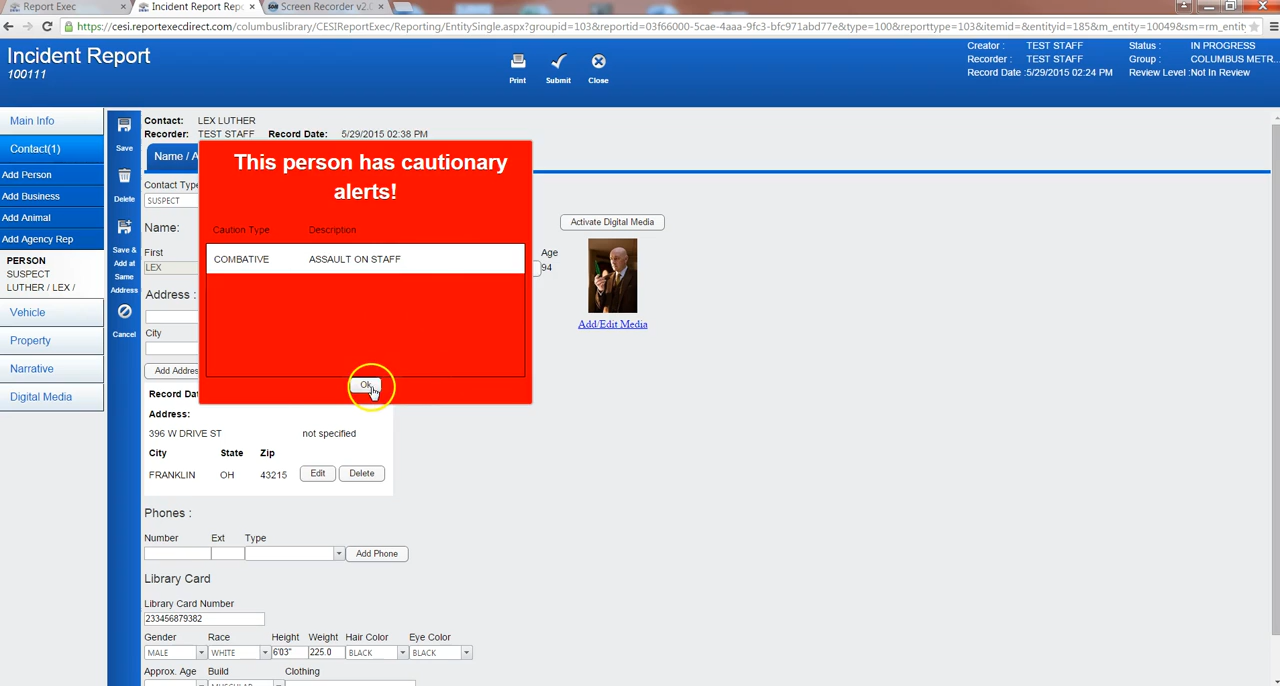 Report Exec
Incident Report Rep
Screen Recorder v2.0
https://cesi.reportexecdirect.com/columbuslibrary/CESIReportExec/Reporting/EntitySingle.aspx?groupid=103&reportid=03f66000-5cae-4aaa-9fc3-bfc971abd77e&type=100&reporttype=103&itemid=&entityid=185&m_entity=10049&sm=rm_entity
Incident Report
100111
Print
Submit
Close
Creator : TEST STAFF
Recorder : TEST STAFF
Record Date :5/29/2015 02:24 PM
Status : IN PROGRESS
Group : COLUMBUS METR...
Review Level :Not In Review
Main Info
Contact(1)
Add Person
Add Business
Add Animal
Add Agency Rep
PERSON
SUSPECT
LUTHER / LEX /
Vehicle
Property
Narrative
Digital Media
Save
Delete
Save &
Add at
Same
Address
Cancel
Contact: LEX LUTHER
Recorder: TEST STAFF Record Date: 5/29/2015 02:38 PM
Name / A
Contact Type
SUSPECT
Name:
First
LEX
Address :
City
Add Addres
This person has cautionary
alerts!
Caution Type Description
COMBATIVE ASSAULT ON STAFF
Ok
Activate Digital Media
Age
94
Add/Edit Media
Record Da
Address:
396 W DRIVE ST not specified
City State Zip
FRANKLIN OH 43215 Edit Delete
Phones :
Number Ext Type
Add Phone
Library Card
Library Card Number
233456879382
Gender Race Height Weight Hair Color Eye Color
MALE WHITE 6'03" 225.0 BLACK BLACK
Approx. Age Build Clothing
MUSCULAR